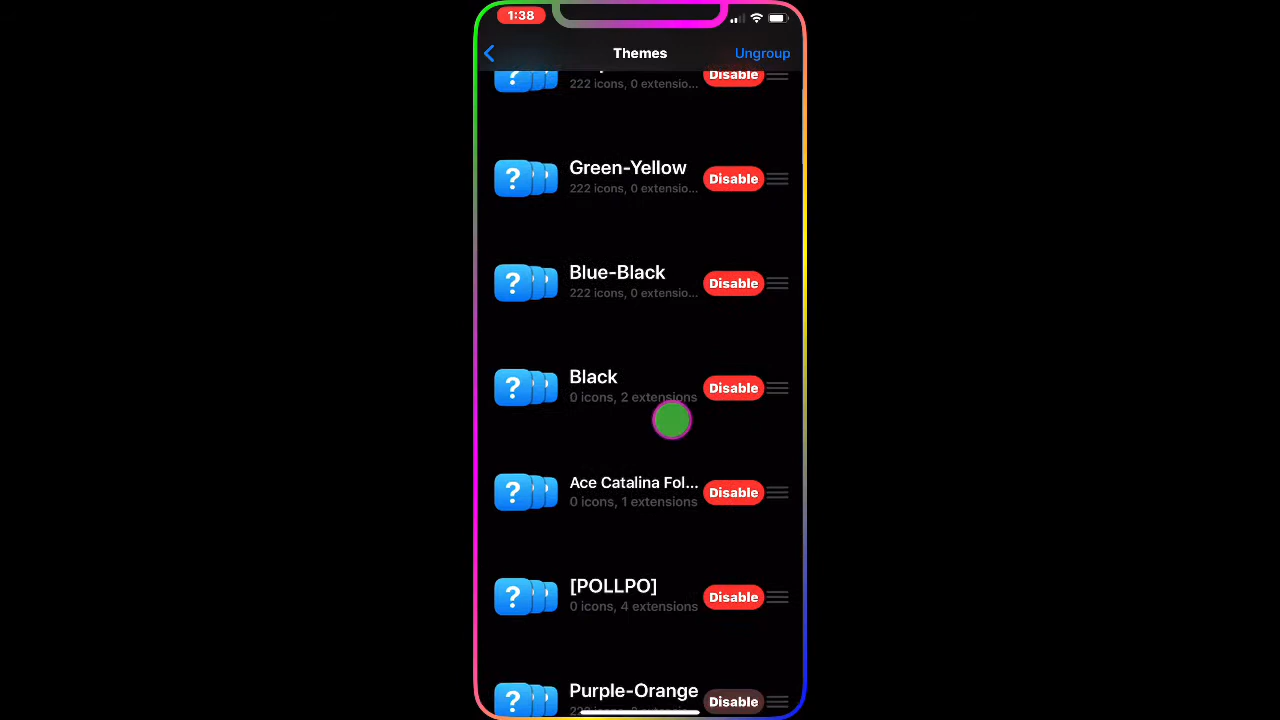 1:38
Themes
Ungroup
222 icons, 0 extensio...
Disable
Green-Yellow
222 icons, 0 extensio...
Disable
Blue-Black
222 icons, 0 extensio...
Disable
Black
0 icons, 2 extensions
Disable
Ace Catalina Fol...
0 icons, 1 extensions
Disable
[POLLPO]
0 icons, 4 extensions
Disable
Purple-Orange
Disable